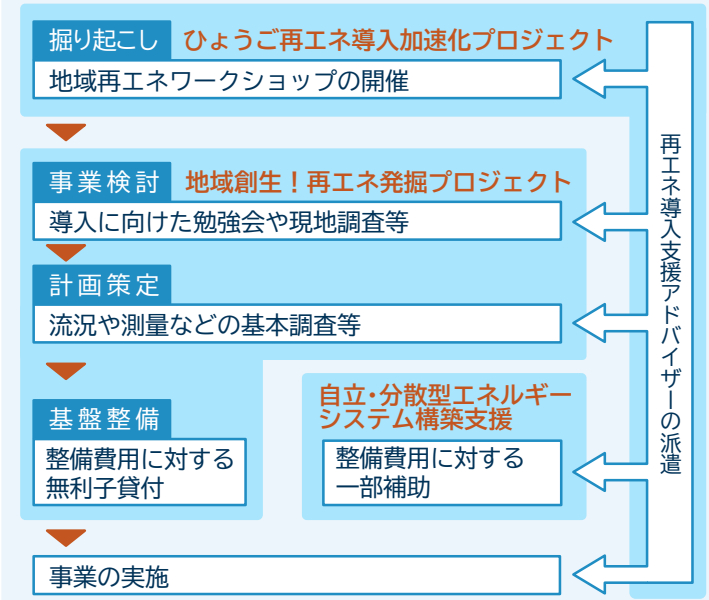 掘り起こし
ひょうご再エネ導入加速化プロジェクト
地域再エネワークショップの開催
事業検討
地域創生！再エネ発掘プロジェクト
導入に向けた勉強会や現地調査等
計画策定
流況や測量などの基本調査等
基盤整備
整備費用に対する
無利子貸付
自立・分散型エネルギー
システム構築支援
整備費用に対する
一部補助
事業の実施
再エネ導入支援アドバイザーの派遣